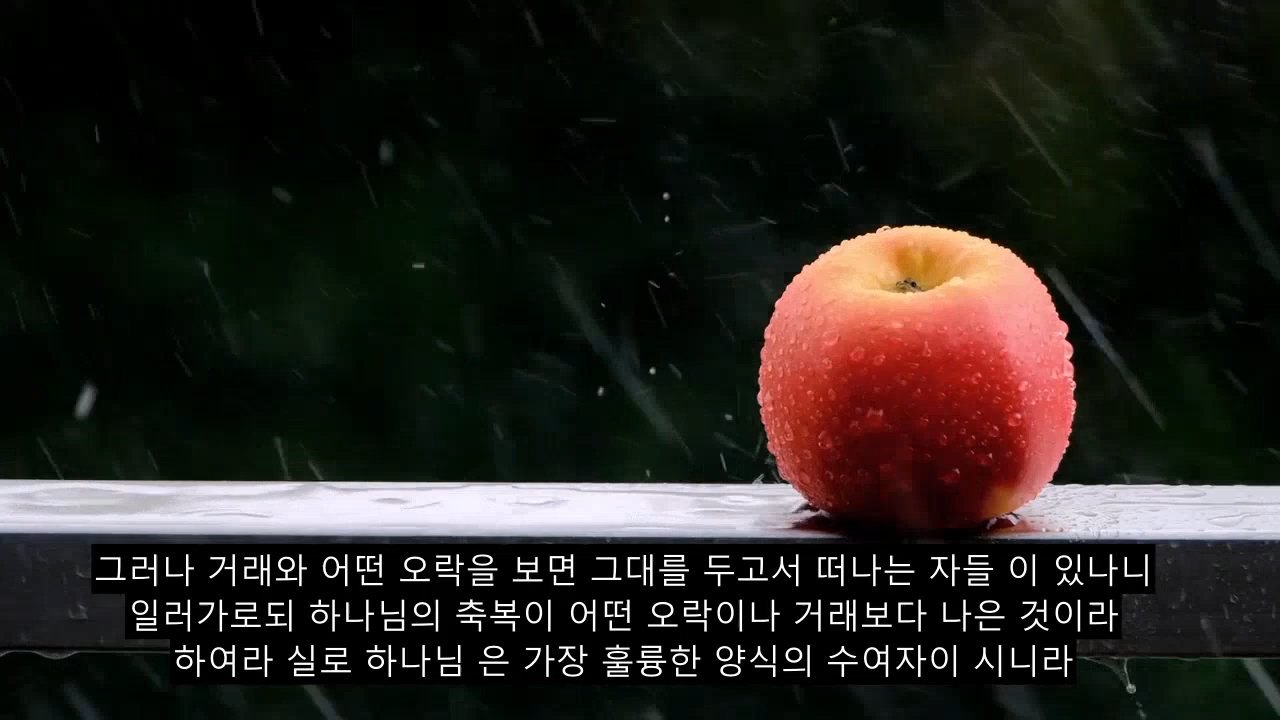 그러나 거래와 어떤 오락을 보면 그대를 두고서 떠나는 자들 이 있나니
일러가로되 하나님의 축복이 어떤 오락이나 거래보다 나은 것이라
하여라 실로 하나님 은 가장 훌륭한 양식의 수여자이 시니라